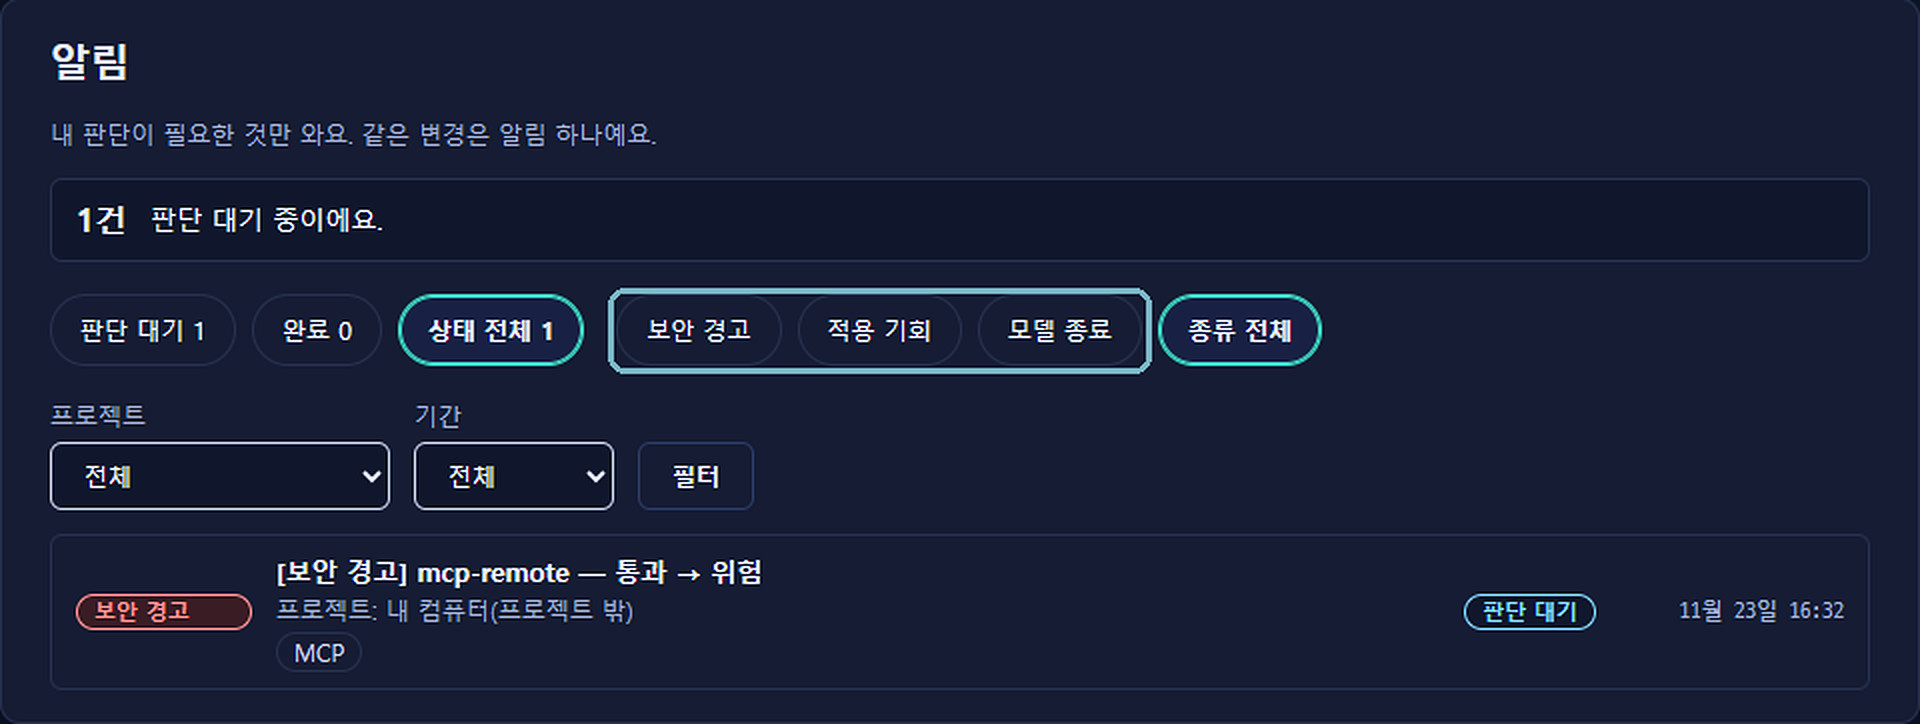 알림
내 판단이 필요한 것만 와요. 같은 변경은 알림 하나예요.
1건 판단 대기 중이에요.
판단 대기 1 완료 0 상태 전체 1 보안 경고 적용 기회 모델 종료 종류 전체
프로젝트 기간
전체 전체 필터
[보안 경고] mcp-remote — 통과 → 위험
보안 경고 프로젝트: 내 컴퓨터(프로젝트 밖) 판단 대기 11월 23일 16:32
MCP